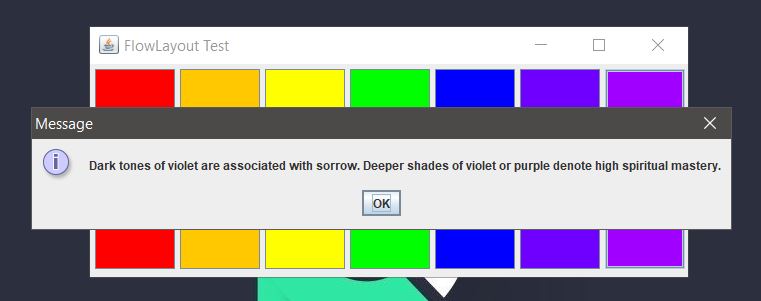 FlowLayout Test
Message
Dark tones of violet are associated with sorrow. Deeper shades of violet or purple denote high spiritual mastery.
OK